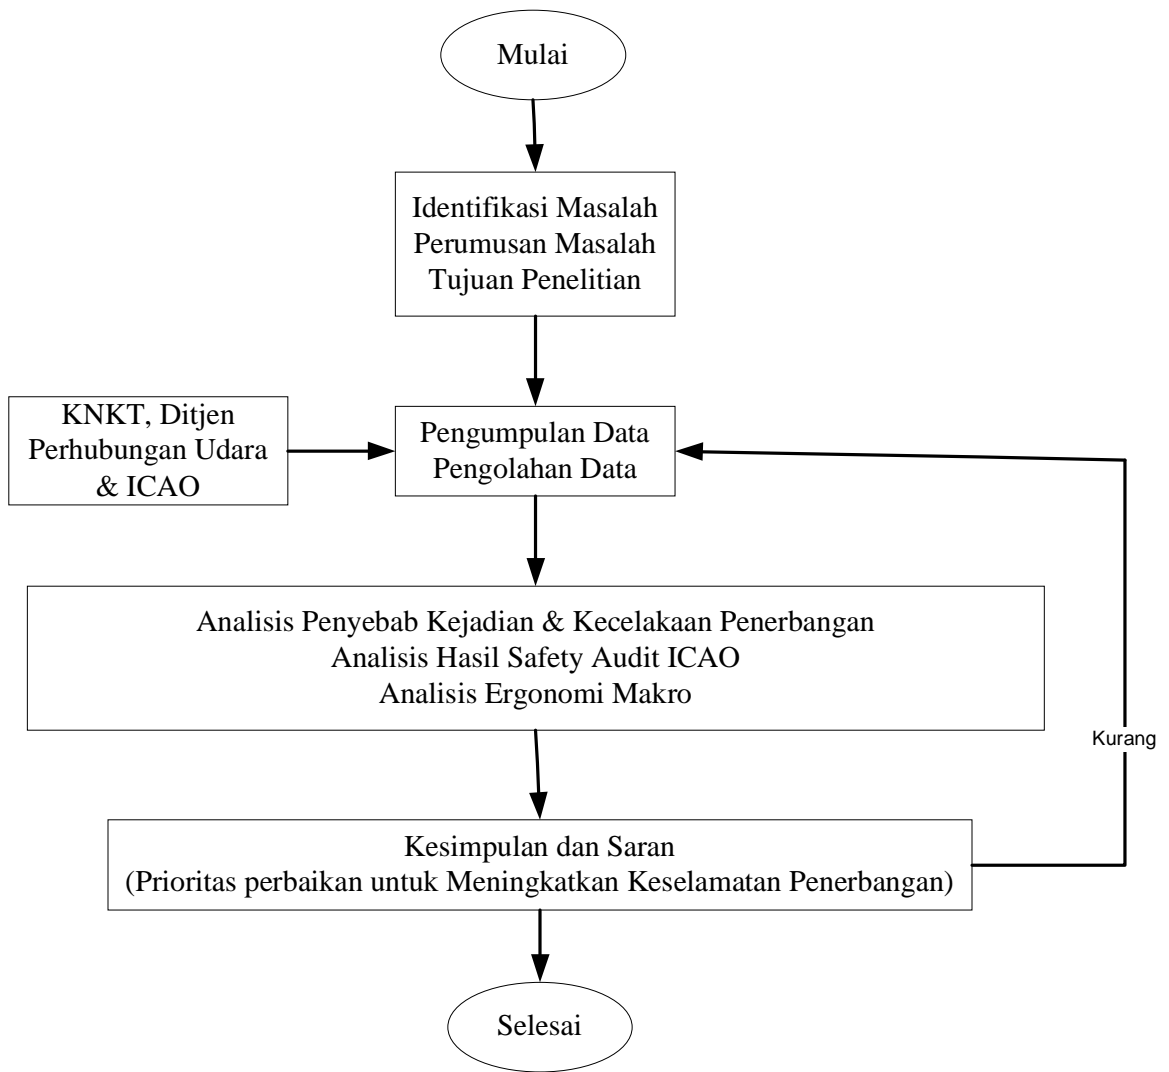 Mulai
Identifikasi Masalah
Perumusan Masalah
Tujuan Penelitian
KNKT, Ditjen
Perhubungan Udara
& ICAO
Pengumpulan Data
Pengolahan Data
Analisis Penyebab Kejadian & Kecelakaan Penerbangan
Analisis Hasil Safety Audit ICAO
Analisis Ergonomi Makro
Kurang
Kesimpulan dan Saran
(Prioritas perbaikan untuk Meningkatkan Keselamatan Penerbangan)
Selesai